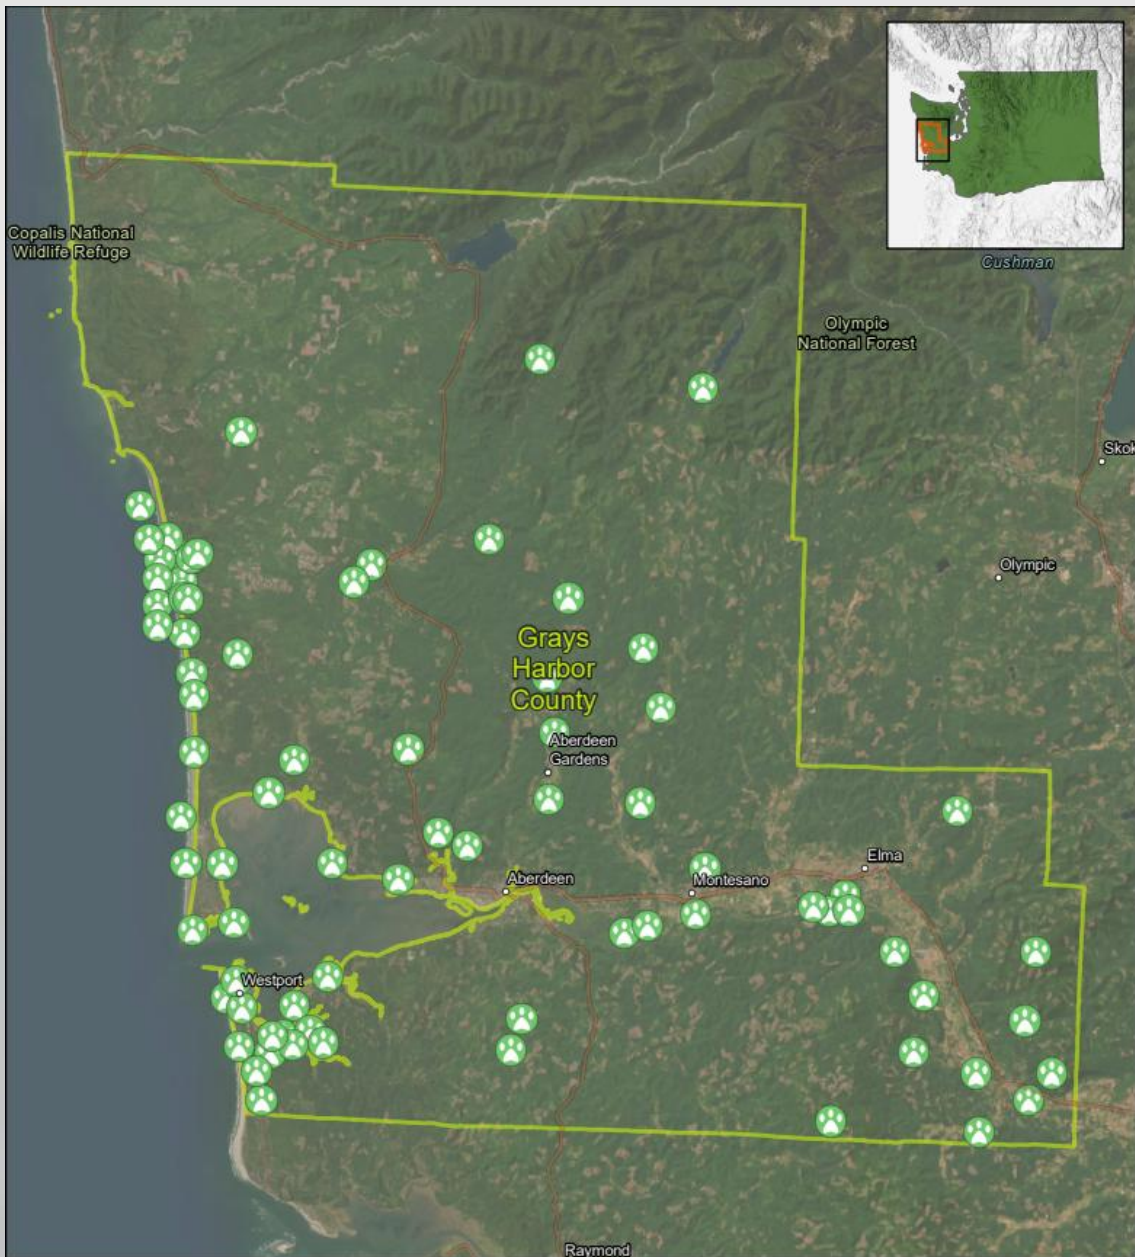 Copalis National
Wildlife Refuge
Cushman
Olympic
National Forest
Skok
Olympic
Grays
Harbor
County
Aberdeen
Gardens
Elma
Aberdeen
Montesano
Westport
Raymond